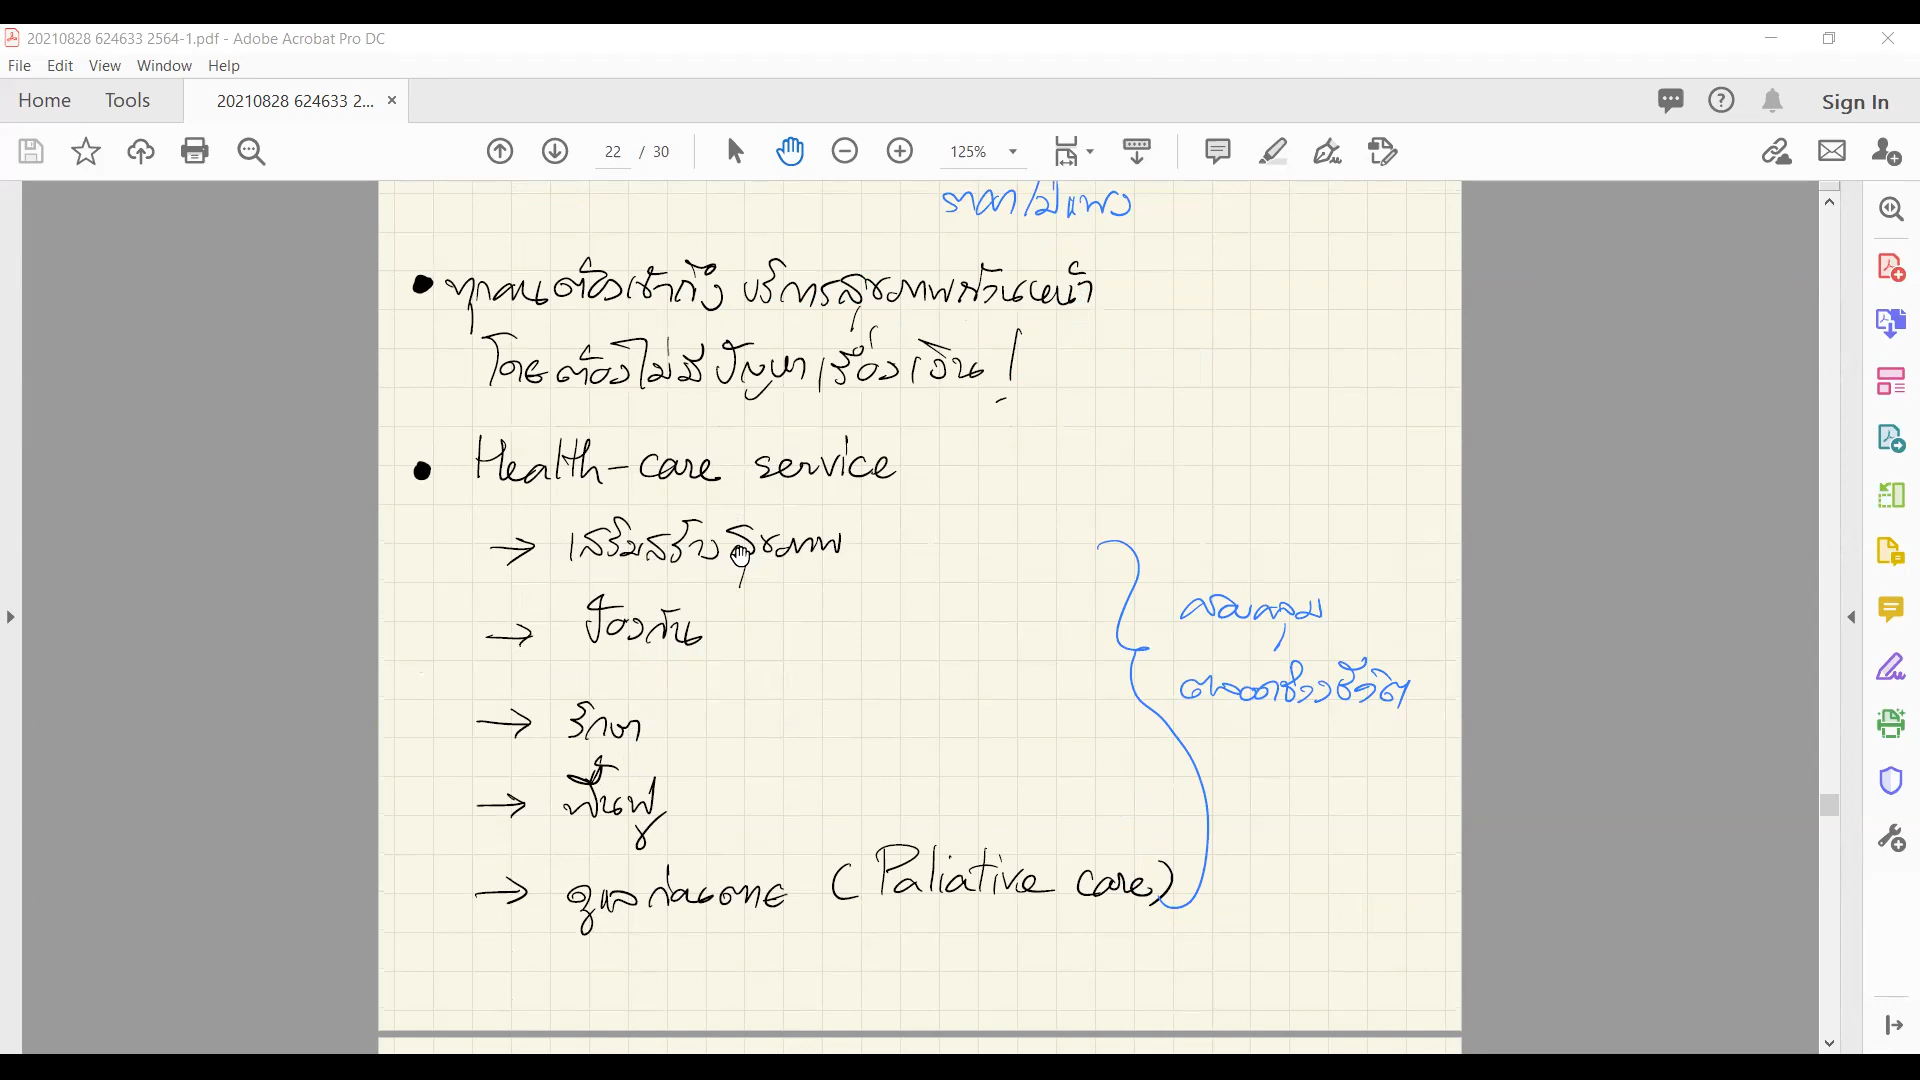 20210828 624633 2564-1.pdf - Adobe Acrobat Pro DC
File Edit View Window Help
Home Tools 20210828 624633 2... × Sign In
22 / 30 125%
ราคาไม่แพง
• ทุกคนต้องเข้าถึง บริการสุขภาพถ้วนหน้า
โดยต้องไม่มีปัญหาเรื่องเงิน!
• Health-care service
→ เสริมสร้างสุขภาพ
→ ป้องกัน
→ รักษา
→ ฟื้นฟู
→ ดูแลก่อนตาย (Paliative care)
ครอบคลุม
ตลอดช่วงชีวิต